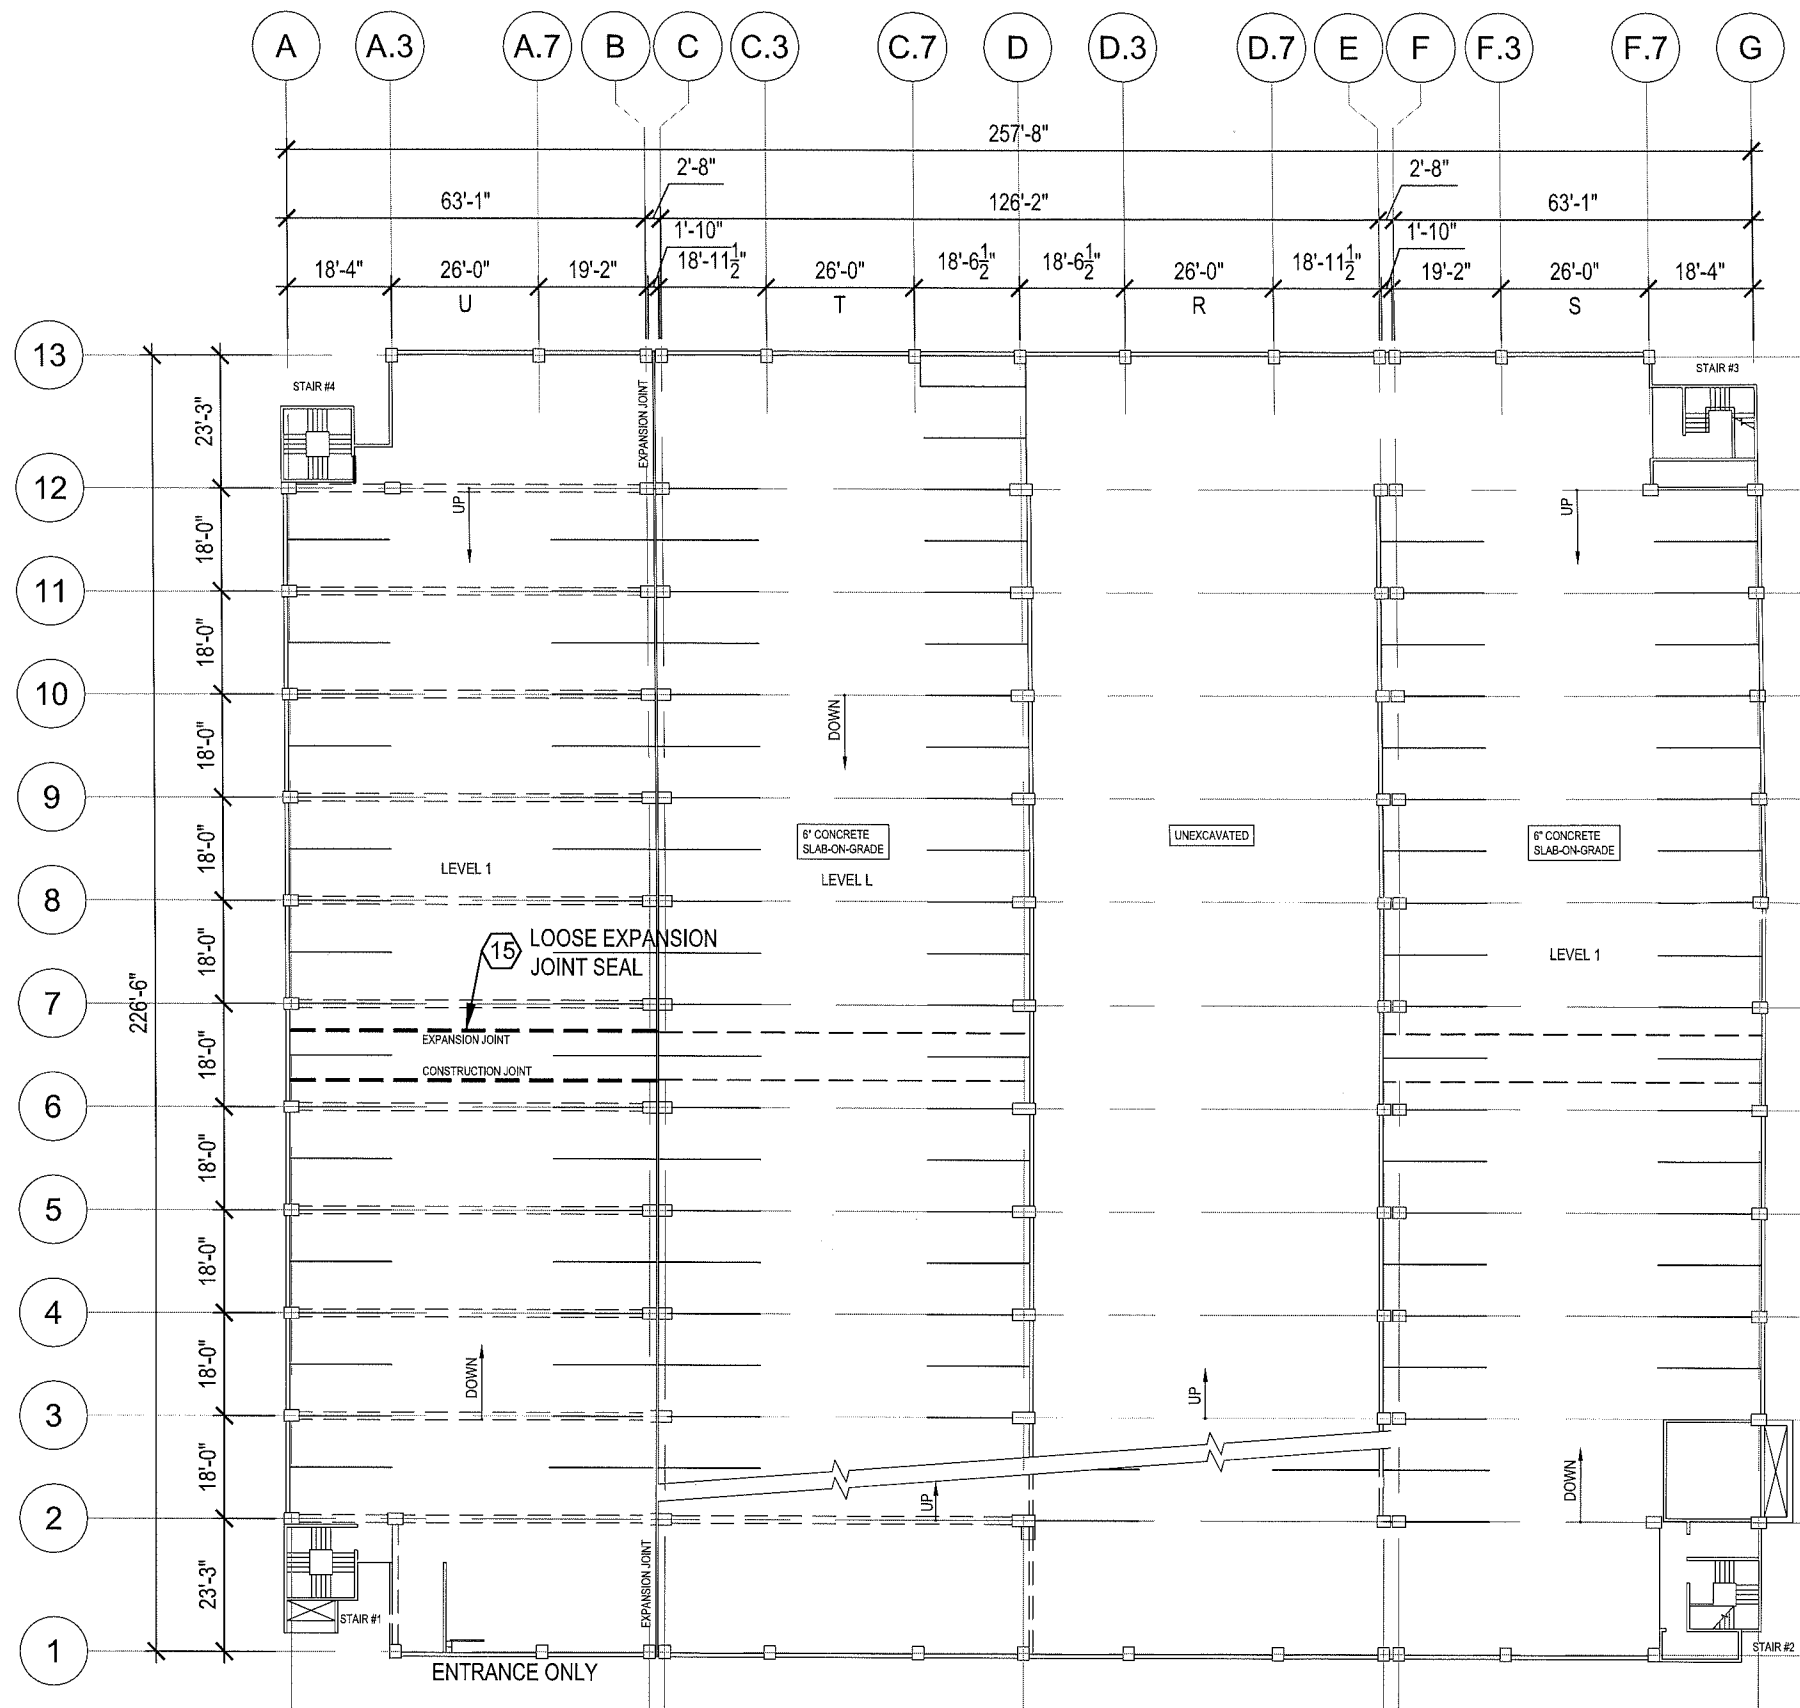 A A.3 A.7 B C C.3 C.7 D D.3 D.7 E F F.3 F.7 G
257'-8"
2'-8" 2'-8"
63'-1" 126'-2" 63'-1"
1'-10" 1'-10"
18'-4" 26'-0" 19'-2" 18'-11½" 26'-0" 18'-6½" 18'-6½" 26'-0" 18'-11½" 19'-2" 26'-0" 18'-4"
U T R S
13
STAIR #4
STAIR #3
EXPANSION JOINT
23'-3"
12
UP
UP
18'-0"
11
18'-0"
10
DOWN
18'-0"
9
6" CONCRETE
SLAB-ON-GRADE
UNEXCAVATED
6" CONCRETE
SLAB-ON-GRADE
18'-0"
LEVEL 1
LEVEL L
8
15
LOOSE EXPANSION
JOINT SEAL
18'-0"
LEVEL 1
7
226'-6"
EXPANSION JOINT
18'-0"
CONSTRUCTION JOINT
6
18'-0"
5
18'-0"
4
DOWN
18'-0"
UP
3
18'-0"
DOWN
UP
2
EXPANSION JOINT
23'-3"
STAIR #1
STAIR #2
1
ENTRANCE ONLY